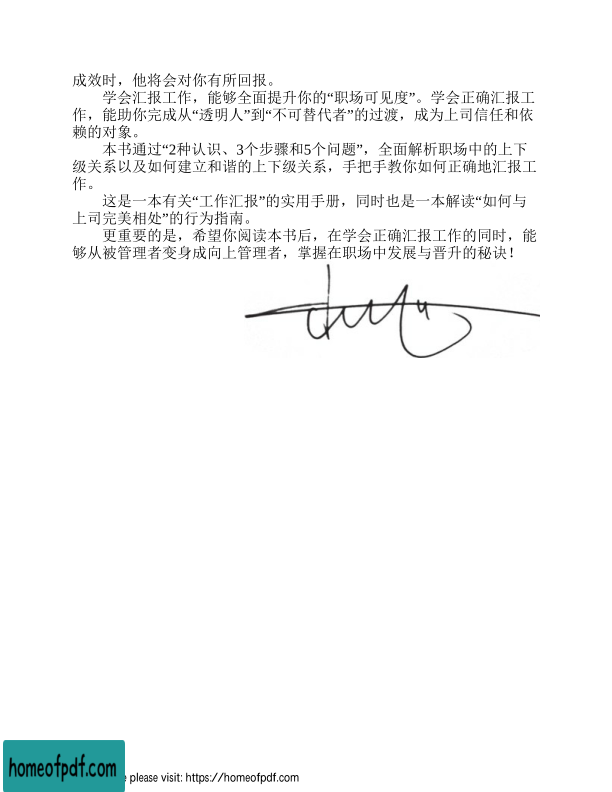 成效时，他将会对你有所回报。
学会汇报工作，能够全面提升你的“职场可见度”。学会正确汇报工
作，能助你完成从“透明人”到“不可替代者”的过渡，成为上司信任和依
赖的对象。
本书通过“2种认识、3个步骤和5个问题”，全面解析职场中的上下
级关系以及如何建立和谐的上下级关系，手把手教你如何正确地汇报工
作。
这是一本有关“工作汇报”的实用手册，同时也是一本解读“如何与
上司完美相处”的行为指南。
更重要的是，希望你阅读本书后，在学会正确汇报工作的同时，能
够从被管理者变身成向上管理者，掌握在职场中发展与晋升的秘诀！
homeofpdf.com
e please visit: https://homeofpdf.com